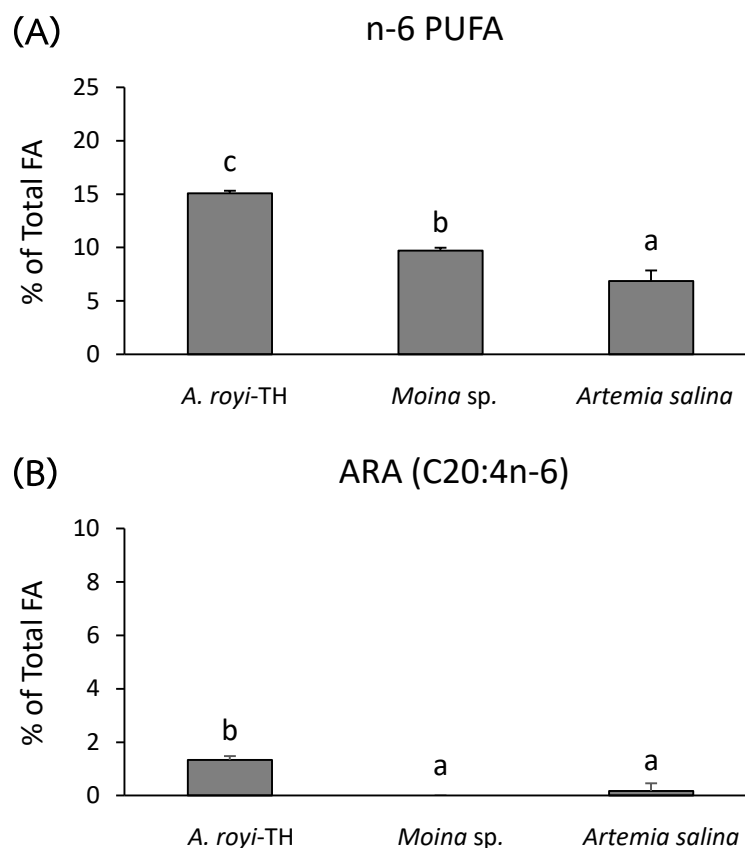 (A)
n-6 PUFA
% of Total FA
25
20
15
10
5
0
c
b
a
A. royi-TH
Moina sp.
Artemia salina
(B)
ARA (C20:4n-6)
% of Total FA
10
8
6
4
2
0
b
a
a
A. royi-TH
Moina sp.
Artemia salina